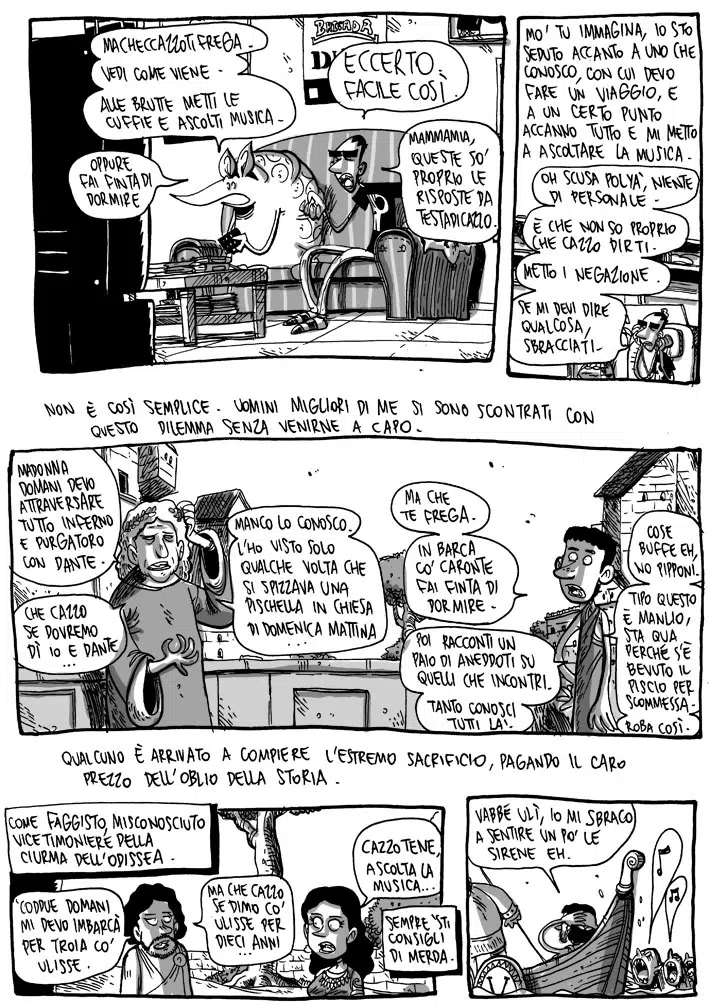 BRIGADA
MACHECCAZZOTIFREGA.
VEDI COME VIENE.
ALLE BRUTTE METTI LE
CUFFIE E ASCOLTI MUSICA.
OPPURE
FAI FINTA DI
DORMIRE
ECCERTO.
FACILE COSÌ.
MAMMAMIA,
QUESTE SO'
PROPRIO LE
RISPOSTE DA
TESTADICAZZO.
MO' TU IMMAGINA, IO STO
SEDUTO ACCANTO A UNO CHE
CONOSCO, CON CUI DEVO
FARE UN VIAGGIO, E
A UN CERTO PUNTO
ACCANNO TUTTO E MI METTO
A ASCOLTARE LA MUSICA.
OH SCUSA POLYA', NIENTE
DI PERSONALE.
È CHE NON SO PROPRIO
CHE CAZZO DIRTI.
METTO I NEGAZIONE.
SE MI DEVI DIRE
QUALCOSA,
SBRACCIATI.
NON È COSÌ SEMPLICE. UOMINI MIGLIORI DI ME SI SONO SCONTRATI CON
QUESTO DILEMMA SENZA VENIRNE A CAPO.
MADONNA
DOMANI DEVO
ATTRAVERSARE
TUTTO INFERNO
E PURGATORO
CON DANTE.
CHE CAZZO
SE DOVREMO
DÌ IO E DANTE
...
MANCO LO CONOSCO.
L'HO VISTO SOLO
QUALCHE VOLTA CHE
SI SPIZZAVA UNA
PISCHELLA IN CHIESA
DI DOMENICA MATTINA
...
MA CHE
TE FREGA.
IN BARCA
CO' CARONTE
FAI FINTA DI
DORMIRE.
POI RACCONTI UN
PAIO DI ANEDDOTI SU
QUELLI CHE INCONTRI.
TANTO CONOSCI
TUTTI LA'.
COSE
BUFFE EH,
NO PIPPONI.
TIPO QUESTO
È MANLIO,
STA QUA
PERCHÉ S'È
BEVUTO IL
PISCIO PER
SCOMMESSA.
ROBA COSÌ.
QUALCUNO È ARRIVATO A COMPIERE L'ESTREMO SACRIFICIO, PAGANDO IL CARO
PREZZO DELL'OBLIO DELLA STORIA.
COME FAGGISTO, MISCONOSCIUTO
VICE TIMONIERE DELLA
CIURMA DELL'ODISSEA.
'CODDUE DOMANI
MI DEVO IMBARCÀ
PER TROIA CO'
ULISSE.
MA CHE CAZZO
SE DIMO CO'
ULISSE PER
DIECI ANNI
CAZZOTENE,
ASCOLTA LA
MUSICA...
SEMPRE 'STI
CONSIGLI
DI MERDA.
VABBÉ ULÌ, IO MI SBRACO
A SENTIRE UN PO' LE
SIRENE EH.